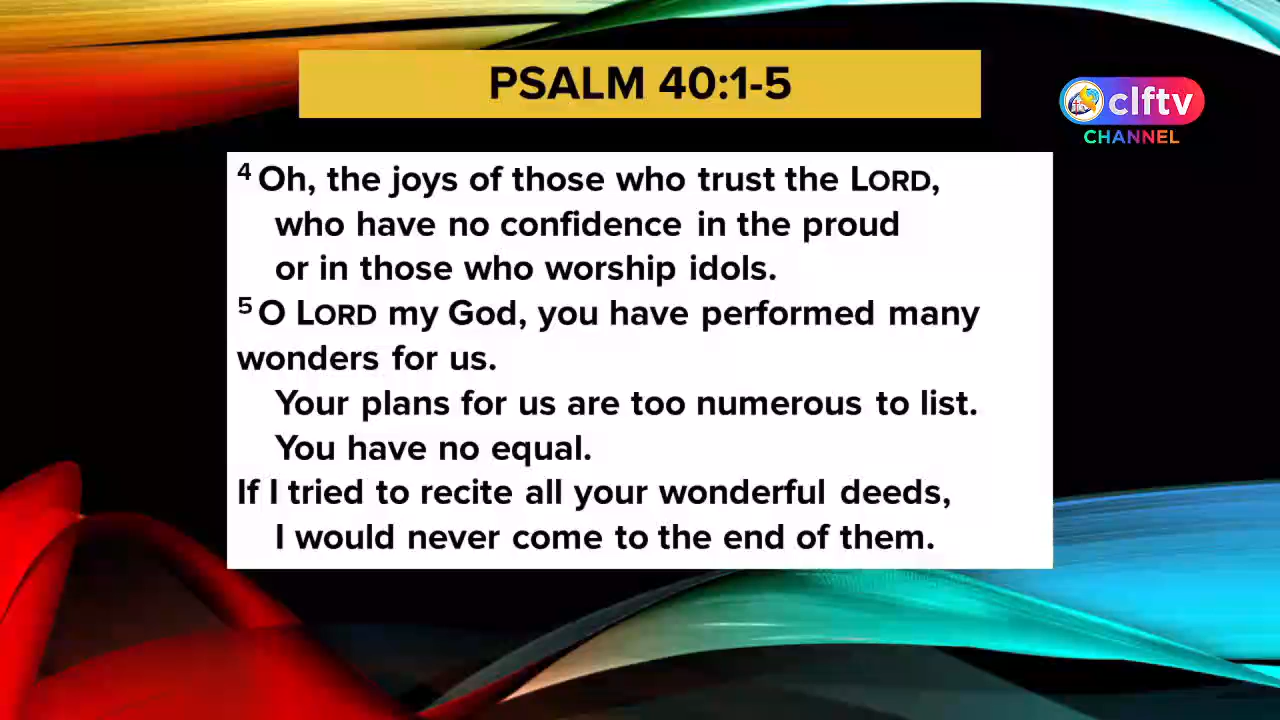 PSALM 40:1-5
clftv
CHANNEL
4 Oh, the joys of those who trust the LORD,
who have no confidence in the proud
or in those who worship idols.
5 O LORD my God, you have performed many
wonders for us.
Your plans for us are too numerous to list.
You have no equal.
If I tried to recite all your wonderful deeds,
I would never come to the end of them.